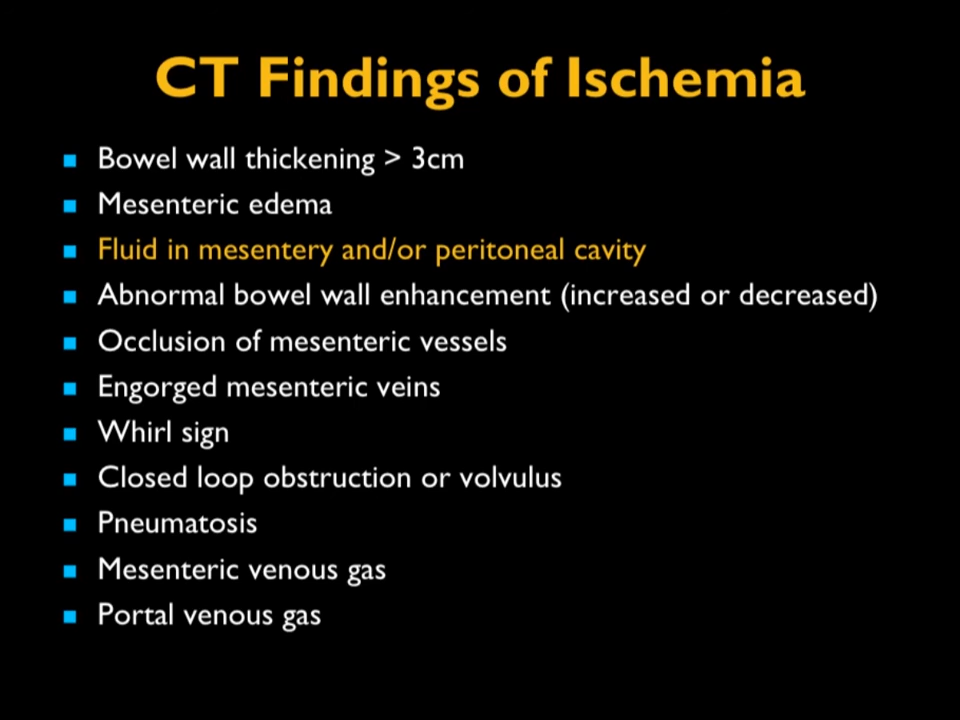 CT Findings of Ischemia
Bowel wall thickening > 3cm
Mesenteric edema
Fluid in mesentery and/or peritoneal cavity
Abnormal bowel wall enhancement (increased or decreased)
Occlusion of mesenteric vessels
Engorged mesenteric veins
Whirl sign
Closed loop obstruction or volvulus
Pneumatosis
Mesenteric venous gas
Portal venous gas